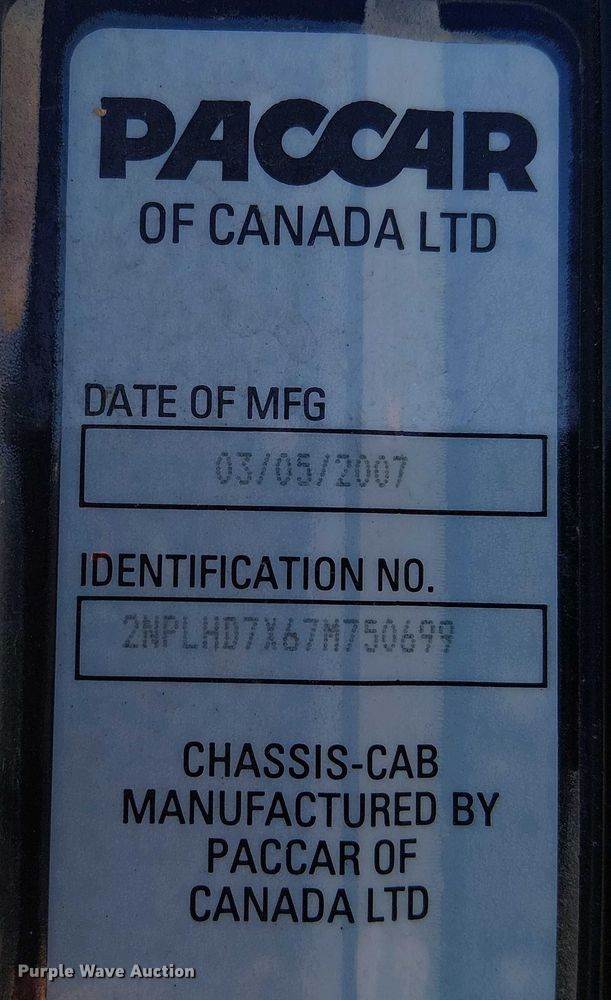 PACCAR
OF CANADA LTD
DATE OF MFG
03/05/2007
IDENTIFICATION NO.
2NPLHD7X67M750699
CHASSIS-CAB
MANUFACTURED BY
PACCAR OF
CANADA LTD
Purple Wave Auction